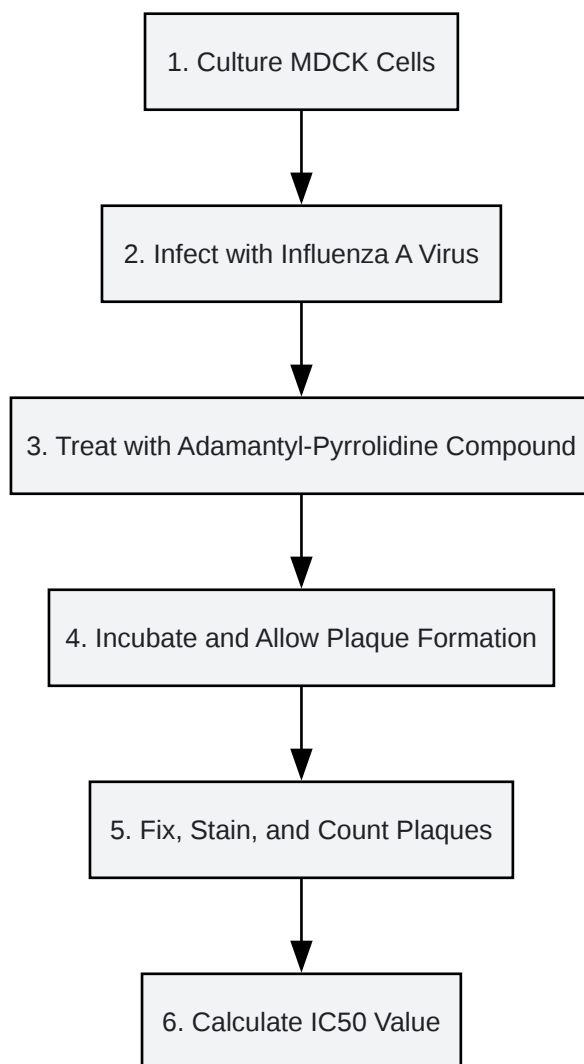 1. Culture MDCK Cells
2. Infect with Influenza A Virus
3. Treat with Adamantyl-Pyrrolidine Compound
4. Incubate and Allow Plaque Formation
5. Fix, Stain, and Count Plaques
6. Calculate IC50 Value